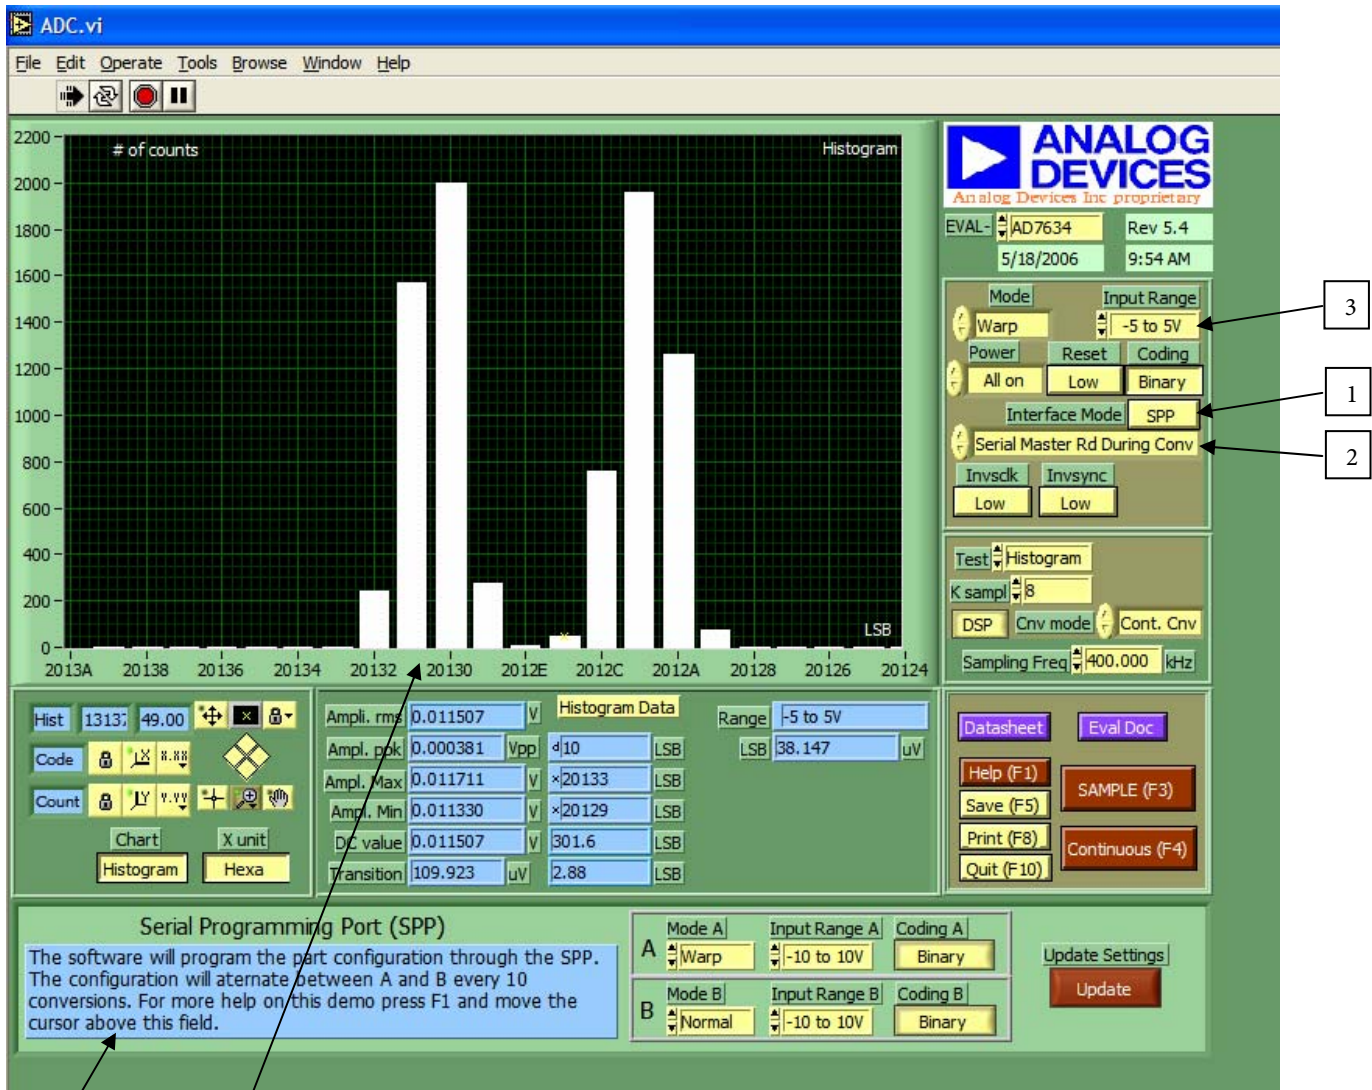 ADC.vi
File Edit Operate Tools Browse Window Help
2200
# of counts
Histogram
2000
1800
1600
1400
1200
1000
800
600
400
200
0
LSB
2013A 20138 20136 20134 20132 20130 2012E 2012C 2012A 20128 20126 20124
ANALOG
DEVICES
Analog Devices Inc proprietary
EVAL- AD7634 Rev 5.4
5/18/2006 9:54 AM
Mode Input Range
Warp -5 to 5V
3
Power Reset Coding
All on Low Binary
Interface Mode SPP
1
Serial Master Rd During Conv
2
Invsclk Invsync
Low Low
Test Histogram
K sampl 8
DSP Cnv mode Cont. Cnv
Sampling Freq 400.000 kHz
Hist 49.00
Code X X.XX
Count Y Y.YY
Chart X unit
Histogram Hexa
Histogram Data
Ampli. rms 0.011507 V
Ampl. ppk 0.000381 Vpp d 10 LSB
Ampl. Max 0.011711 V x 20133 LSB
Ampl. Min 0.011330 V x 20129 LSB
DC value 0.011507 V 301.6 LSB
Transition 109.923 uV 2.88 LSB
Range -5 to 5V
LSB 38.147 uV
Datasheet Eval Doc
Help (F1)
Save (F5)
Print (F8)
Quit (F10)
SAMPLE (F3)
Continuous (F4)
Serial Programming Port (SPP)
The software will program the part configuration through the SPP.
The configuration will aternate between A and B every 10
conversions. For more help on this demo press F1 and move the
cursor above this field.
Mode A Input Range A Coding A
A Warp -10 to 10V Binary
Mode B Input Range B Coding B
B Normal -10 to 10V Binary
Update Settings
Update